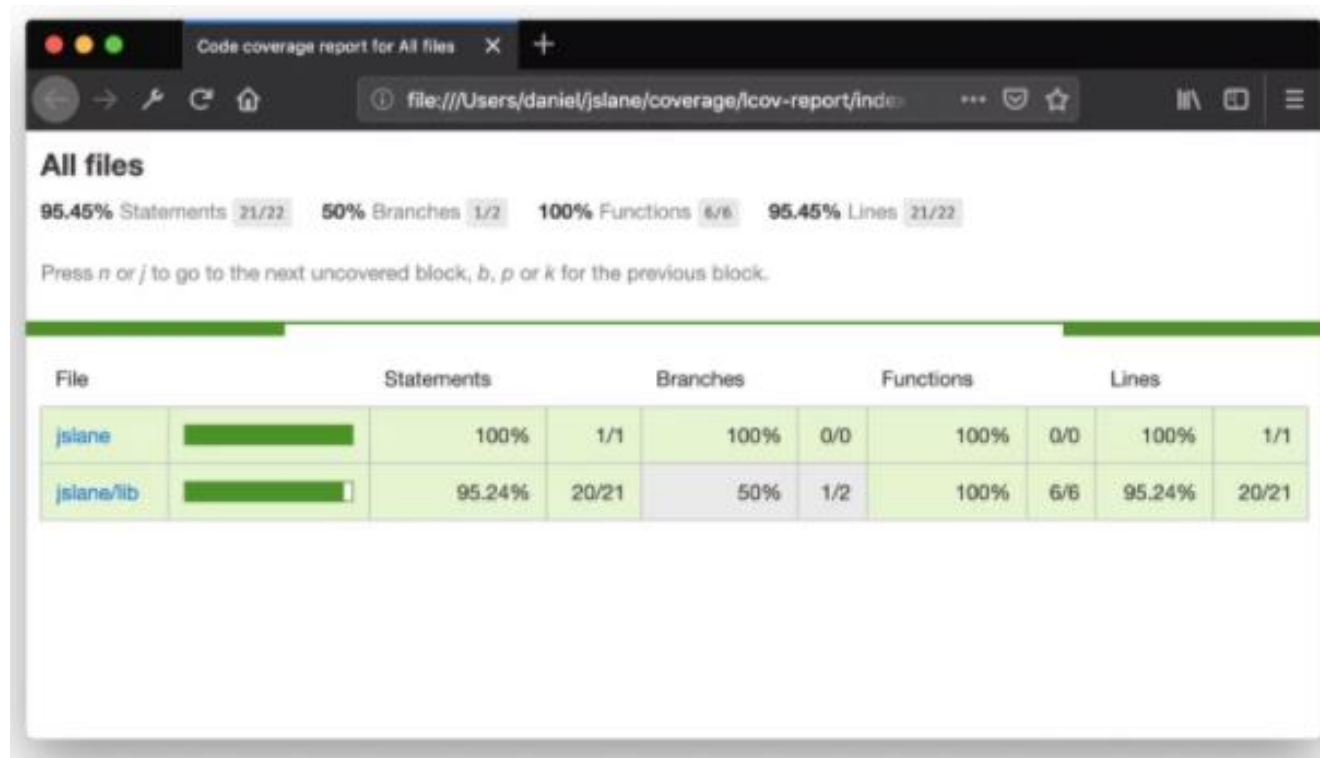 Code coverage report for All files
file:///Users/daniel/jslane/coverage/lcov-report/inde
All files
95.45% Statements 21/22 50% Branches 1/2 100% Functions 6/6 95.45% Lines 21/22
Press n or j to go to the next uncovered block, b, p or k for the previous block.
File Statements Branches Functions Lines
jslane 100% 1/1 100% 0/0 100% 0/0 100% 1/1
jslane/lib 95.24% 20/21 50% 1/2 100% 6/6 95.24% 20/21